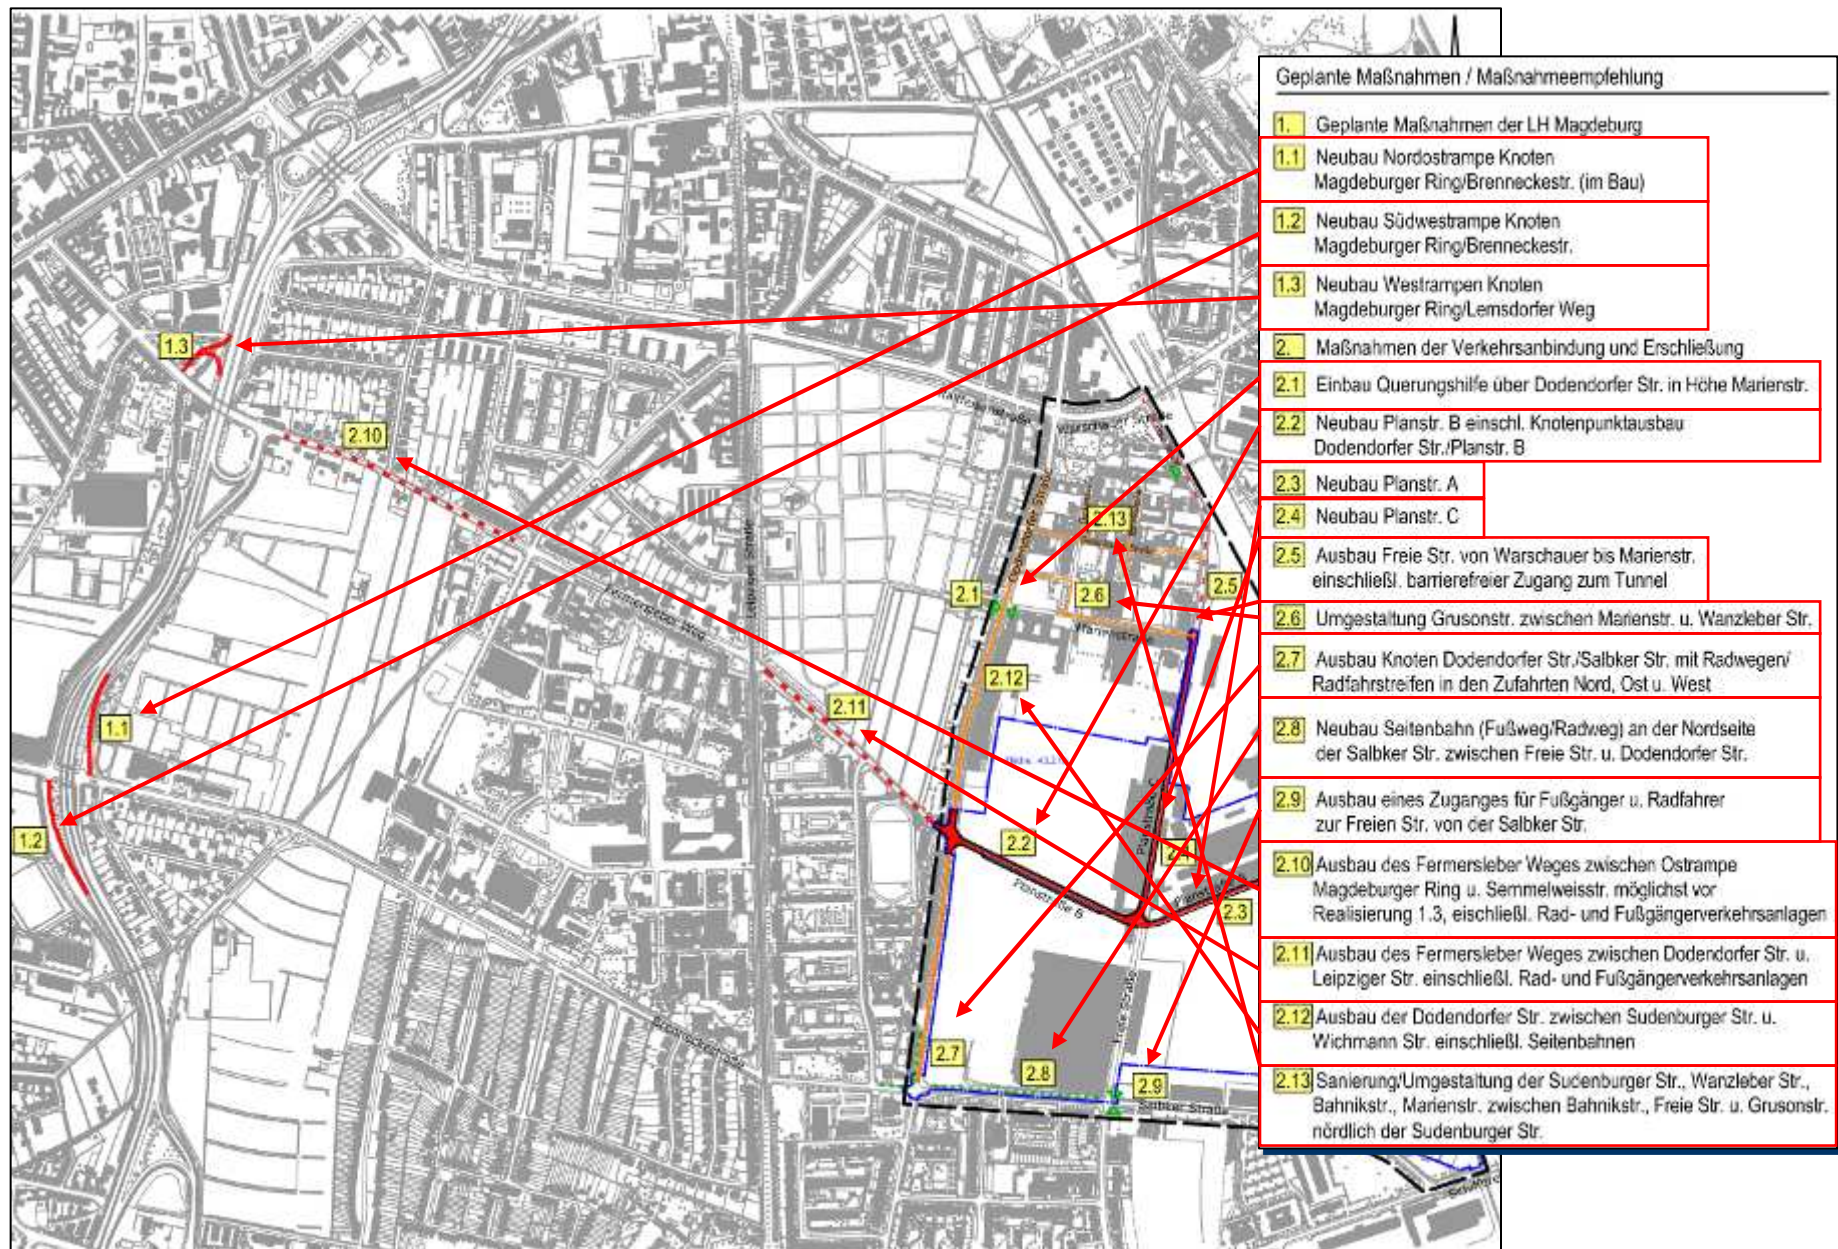 Geplante Maßnahmen / Maßnahmeempfehlung
1. Geplante Maßnahmen der LH Magdeburg
1.1 Neubau Nordostrampe Knoten
Magdeburger Ring/Brenneckestr. (im Bau)
1.2 Neubau Südwestrampe Knoten
Magdeburger Ring/Brenneckestr.
1.3 Neubau Westrampen Knoten
Magdeburger Ring/Lemsdorfer Weg
2. Maßnahmen der Verkehrsanbindung und Erschließung
2.1 Einbau Querungshilfe über Dodendorfer Str. in Höhe Marienstr.
2.2 Neubau Planstr. B einschl. Knotenpunktausbau
Dodendorfer Str./Planstr. B
2.3 Neubau Planstr. A
2.4 Neubau Planstr. C
2.5 Ausbau Freie Str. von Warschauer bis Marienstr.
einschließl. barrierefreier Zugang zum Tunnel
2.6 Umgestaltung Grusonstr. zwischen Marienstr. u. Wanzleber Str.
2.7 Ausbau Knoten Dodendorfer Str./Salbker Str. mit Radwegen/
Radfahrstreifen in den Zufahrten Nord, Ost u. West
2.8 Neubau Seitenbahn (Fußweg/Radweg) an der Nordseite
der Salbker Str. zwischen Freie Str. u. Dodendorfer Str.
2.9 Ausbau eines Zuganges für Fußgänger u. Radfahrer
zur Freien Str. von der Salbker Str.
2.10 Ausbau des Fermersleber Weges zwischen Ostrampe
Magdeburger Ring u. Semmelweisstr. möglichst vor
Realisierung 1.3, eischließl. Rad- und Fußgängerverkehrsanlagen
2.11 Ausbau des Fermersleber Weges zwischen Dodendorfer Str. u.
Leipziger Str. einschließl. Rad- und Fußgängerverkehrsanlagen
2.12 Ausbau der Dodendorfer Str. zwischen Sudenburger Str. u.
Wichmann Str. einschließl. Seitenbahnen
2.13 Sanierung/Umgestaltung der Sudenburger Str., Wanzleber Str.,
Bahnikstr., Marienstr. zwischen Bahnikstr., Freie Str. u. Grusonstr.
nördlich der Sudenburger Str.
1.3
2.10
Warschauer Straße
Dodendorfer Straße
2.13
Leipziger Straße
2.5
2.1
2.6
Fermersleber Weg
Marienstraße
2.12
2.11
1.1
Planstraße C
1.2
2.2
2.4
Planstraße B
2.3
Freie Straße
Brenneckestraße
2.7
2.8
2.9
Salbker Straße